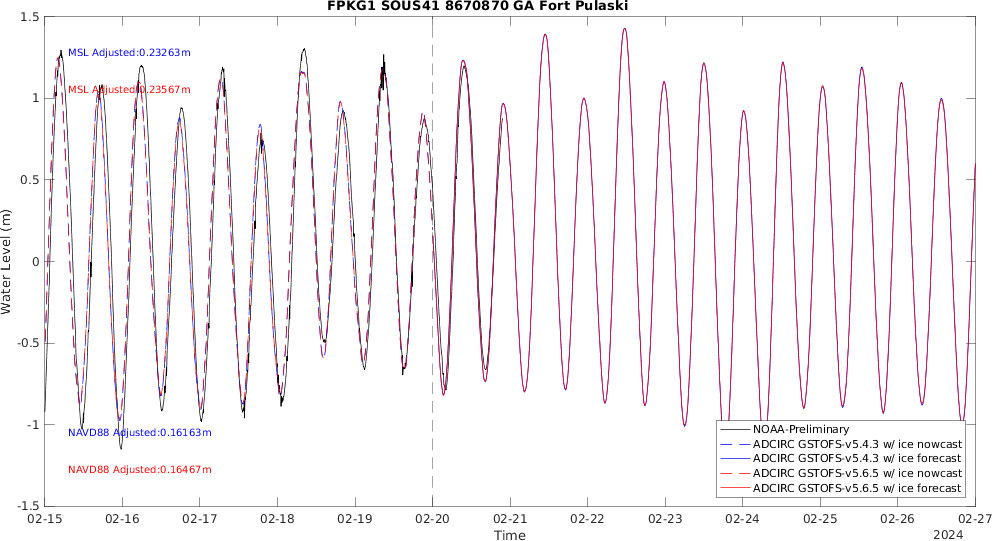 FPKG1 SOUS41 8670870 GA Fort Pulaski
1.5
1
0.5
0
-0.5
-1
-1.5
Water Level (m)
MSL Adjusted:0.23263m
MSL Adjusted:0.23567m
NAVD88 Adjusted:0.16163m
NAVD88 Adjusted:0.16467m
NOAA-Preliminary
ADCIRC GSTOFS-v5.4.3 w/ ice nowcast
ADCIRC GSTOFS-v5.4.3 w/ ice forecast
ADCIRC GSTOFS-v5.6.5 w/ ice nowcast
ADCIRC GSTOFS-v5.6.5 w/ ice forecast
02-15 02-16 02-17 02-18 02-19 02-20 02-21 02-22 02-23 02-24 02-25 02-26 02-27
Time
2024